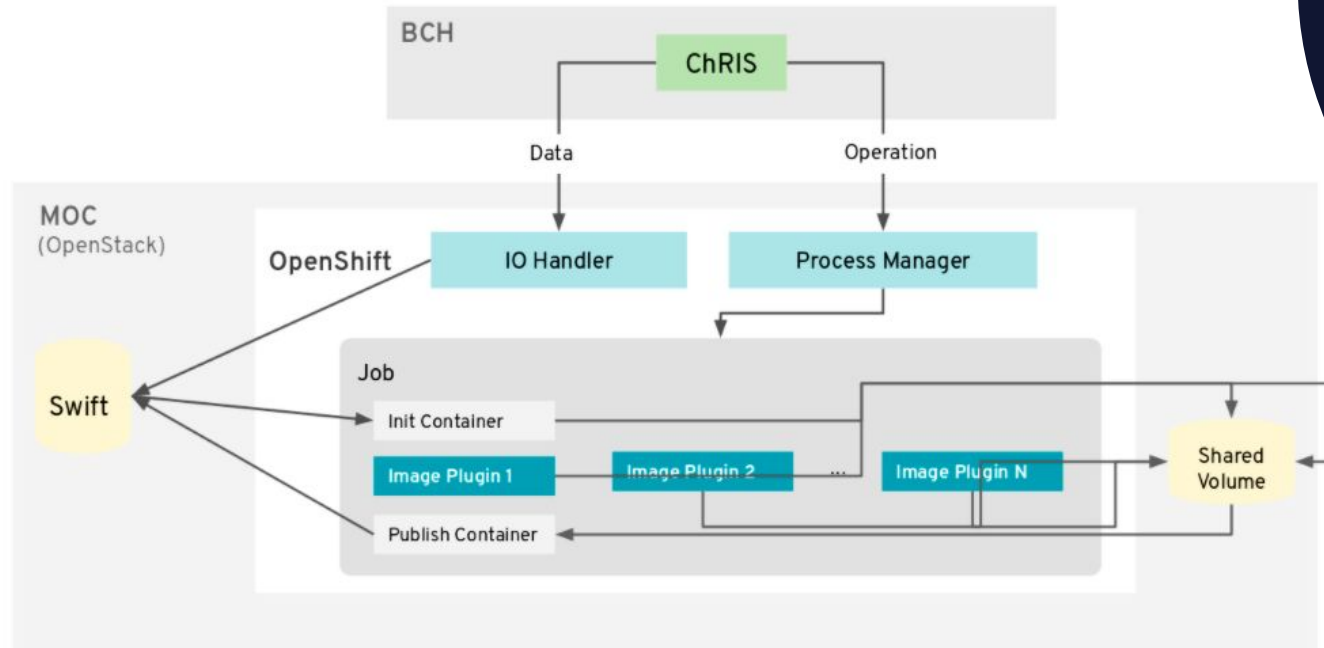 BCH
ChRIS
Data
Operation
MOC
(OpenStack)
OpenShift
IO Handler
Process Manager
Job
Swift
Init Container
Image Plugin 1
Image Plugin 2
...
Image Plugin N
Shared
Volume
Publish Container